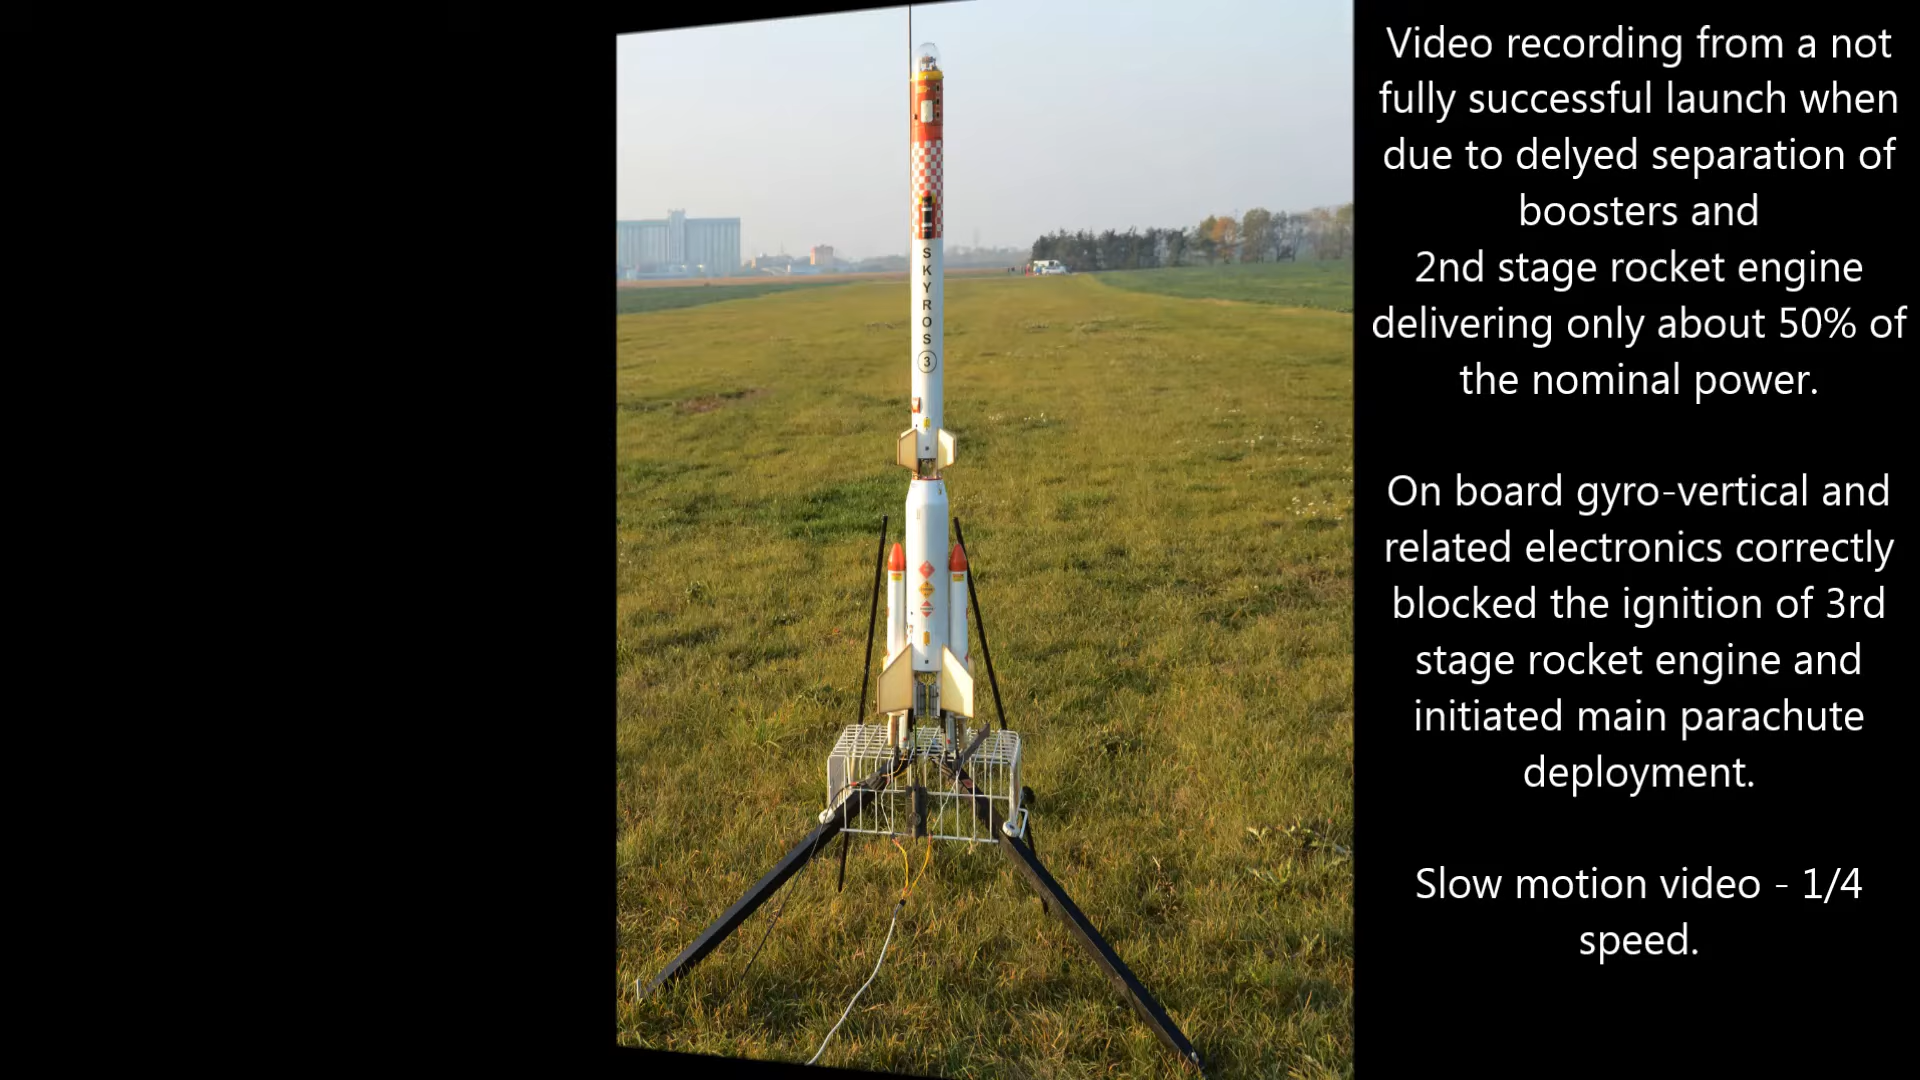 SKYROS
3
Video recording from a not
fully successful launch when
due to delyed separation of
boosters and
2nd stage rocket engine
delivering only about 50% of
the nominal power.
On board gyro-vertical and
related electronics correctly
blocked the ignition of 3rd
stage rocket engine and
initiated main parachute
deployment.
Slow motion video - 1/4
speed.